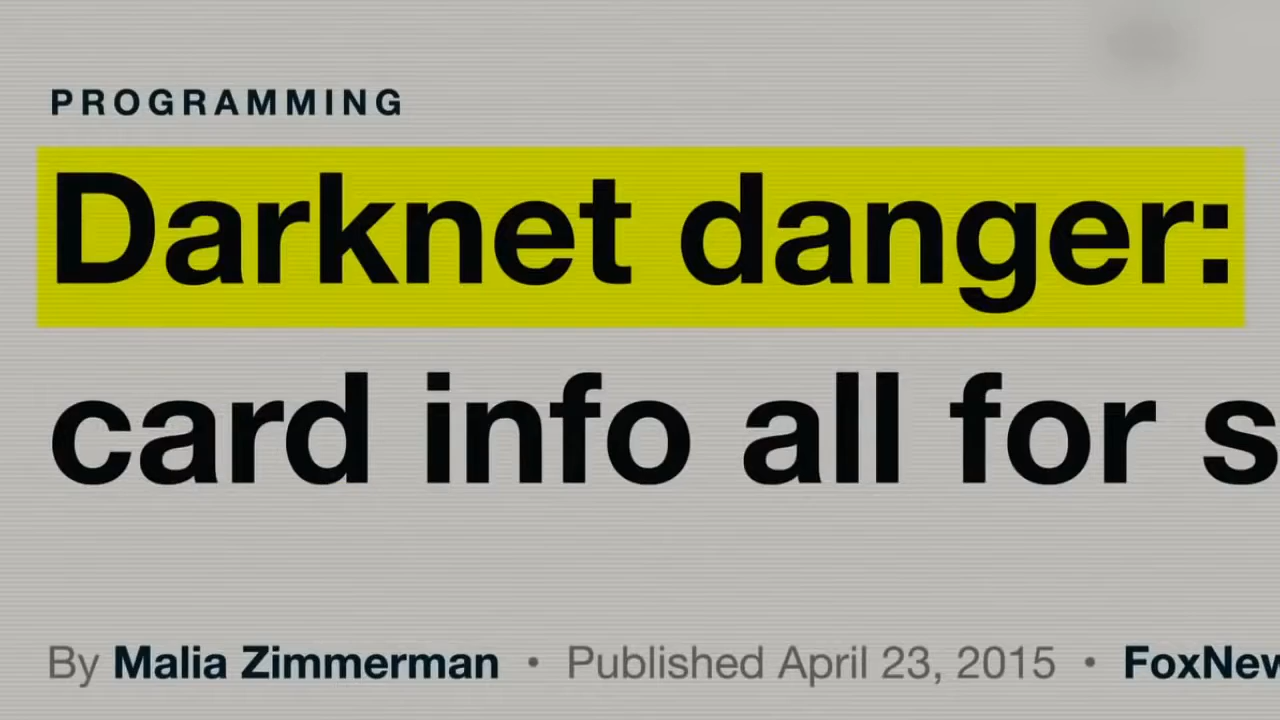 PROGRAMMING
Darknet danger:
card info all for s
By Malia Zimmerman • Published April 23, 2015 • FoxNew